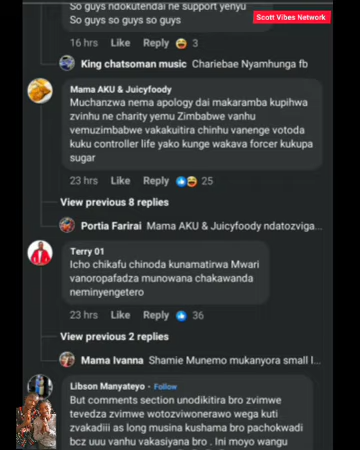 So guys ndokutendai ne support yenyu
So guys so guys so guys
Scott Vibes Network
16 hrs Like Reply 3
King chatsoman music Chariebae Nyamhunga fb
Mama AKU & Juicyfoody
Muchanzwa nema apology dai makaramba kupihwa
zvinhu ne charity yemu Zimbabwe vanhu
vemuzimbabwe vakakuitira chinhu vanenge votoda
kuku controller life yako kunge wakava forcer kukupa
sugar
23 hrs Like Reply 25
View previous 8 replies
Portia Farirai Mama AKU & Juicyfoody ndatozviga...
Terry 01
Icho chikafu chinoda kunamatirwa Mwari
vanoropafadza munowana chakawanda
neminyengetero
23 hrs Like Reply 36
View previous 2 replies
Mama Ivanna Shamie Munemo mukanyora small l...
Libson Manyateyo · Follow
But comments section unodikitira bro zvimwe
tevedza zvimwe wotozviwonerawo wega kuti
zvakadiii as long musina kushama bro pachokwadi
bcz uuu vanhu vakasiyana bro . Ini moyo wangu